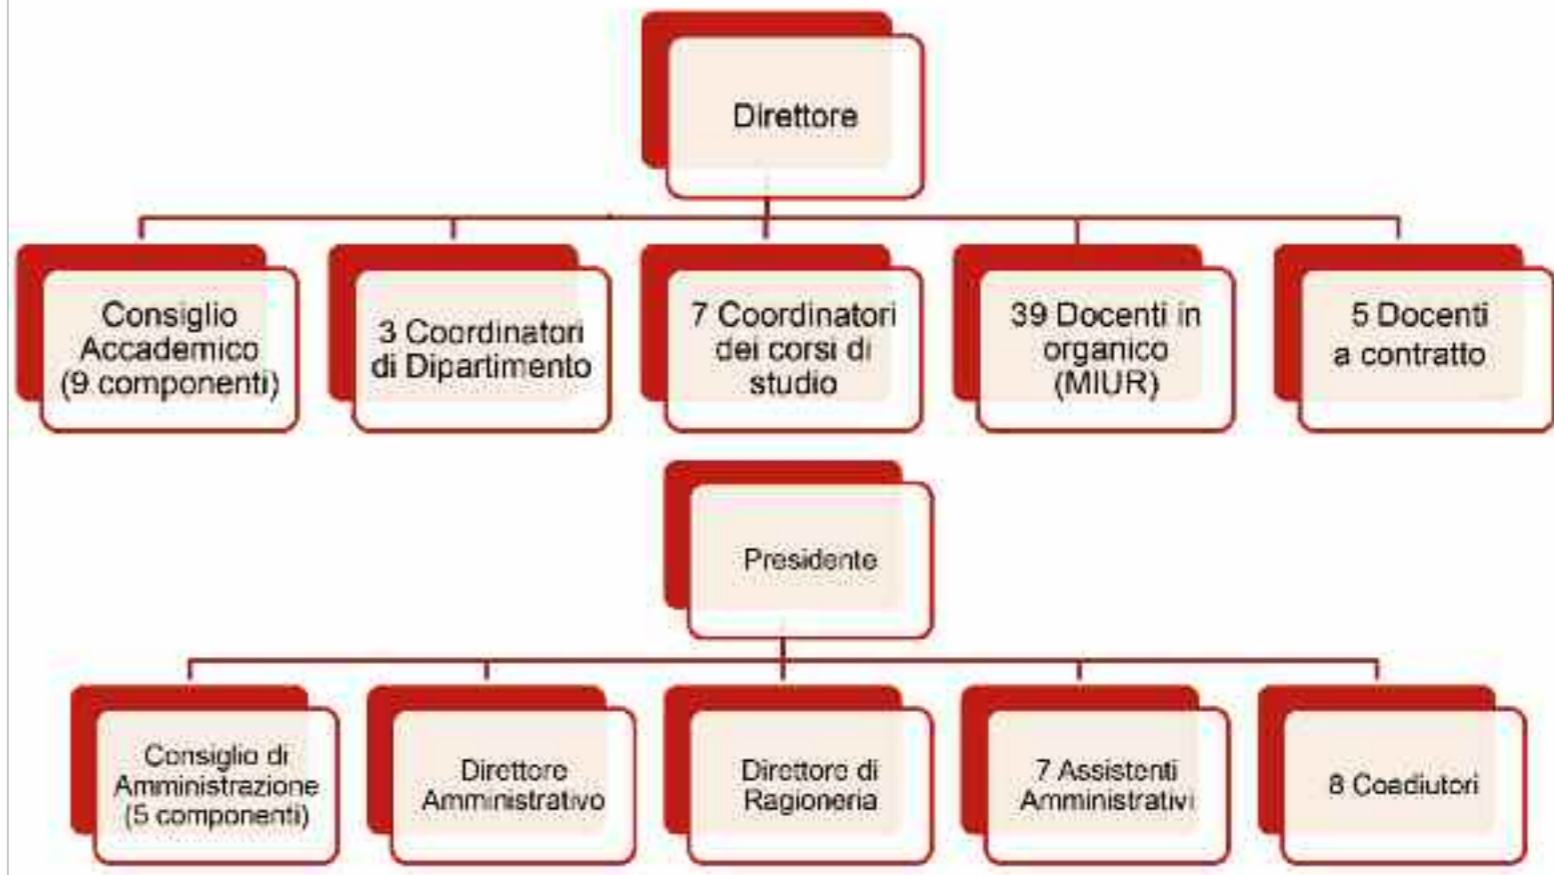 Direttore
Consiglio
Accademico
(9 componenti)
3 Coordinatori
di Dipartimento
7 Coordinatori
dei corsi di
studio
39 Docenti in
organico
(MIUR)
5 Docenti
a contratto
Presidente
Consiglio di
Amministrazione
(5 componenti)
Direttore
Amministrativo
Direttore di
Ragioneria
7 Assistenti
Amministrativi
8 Coadiutori